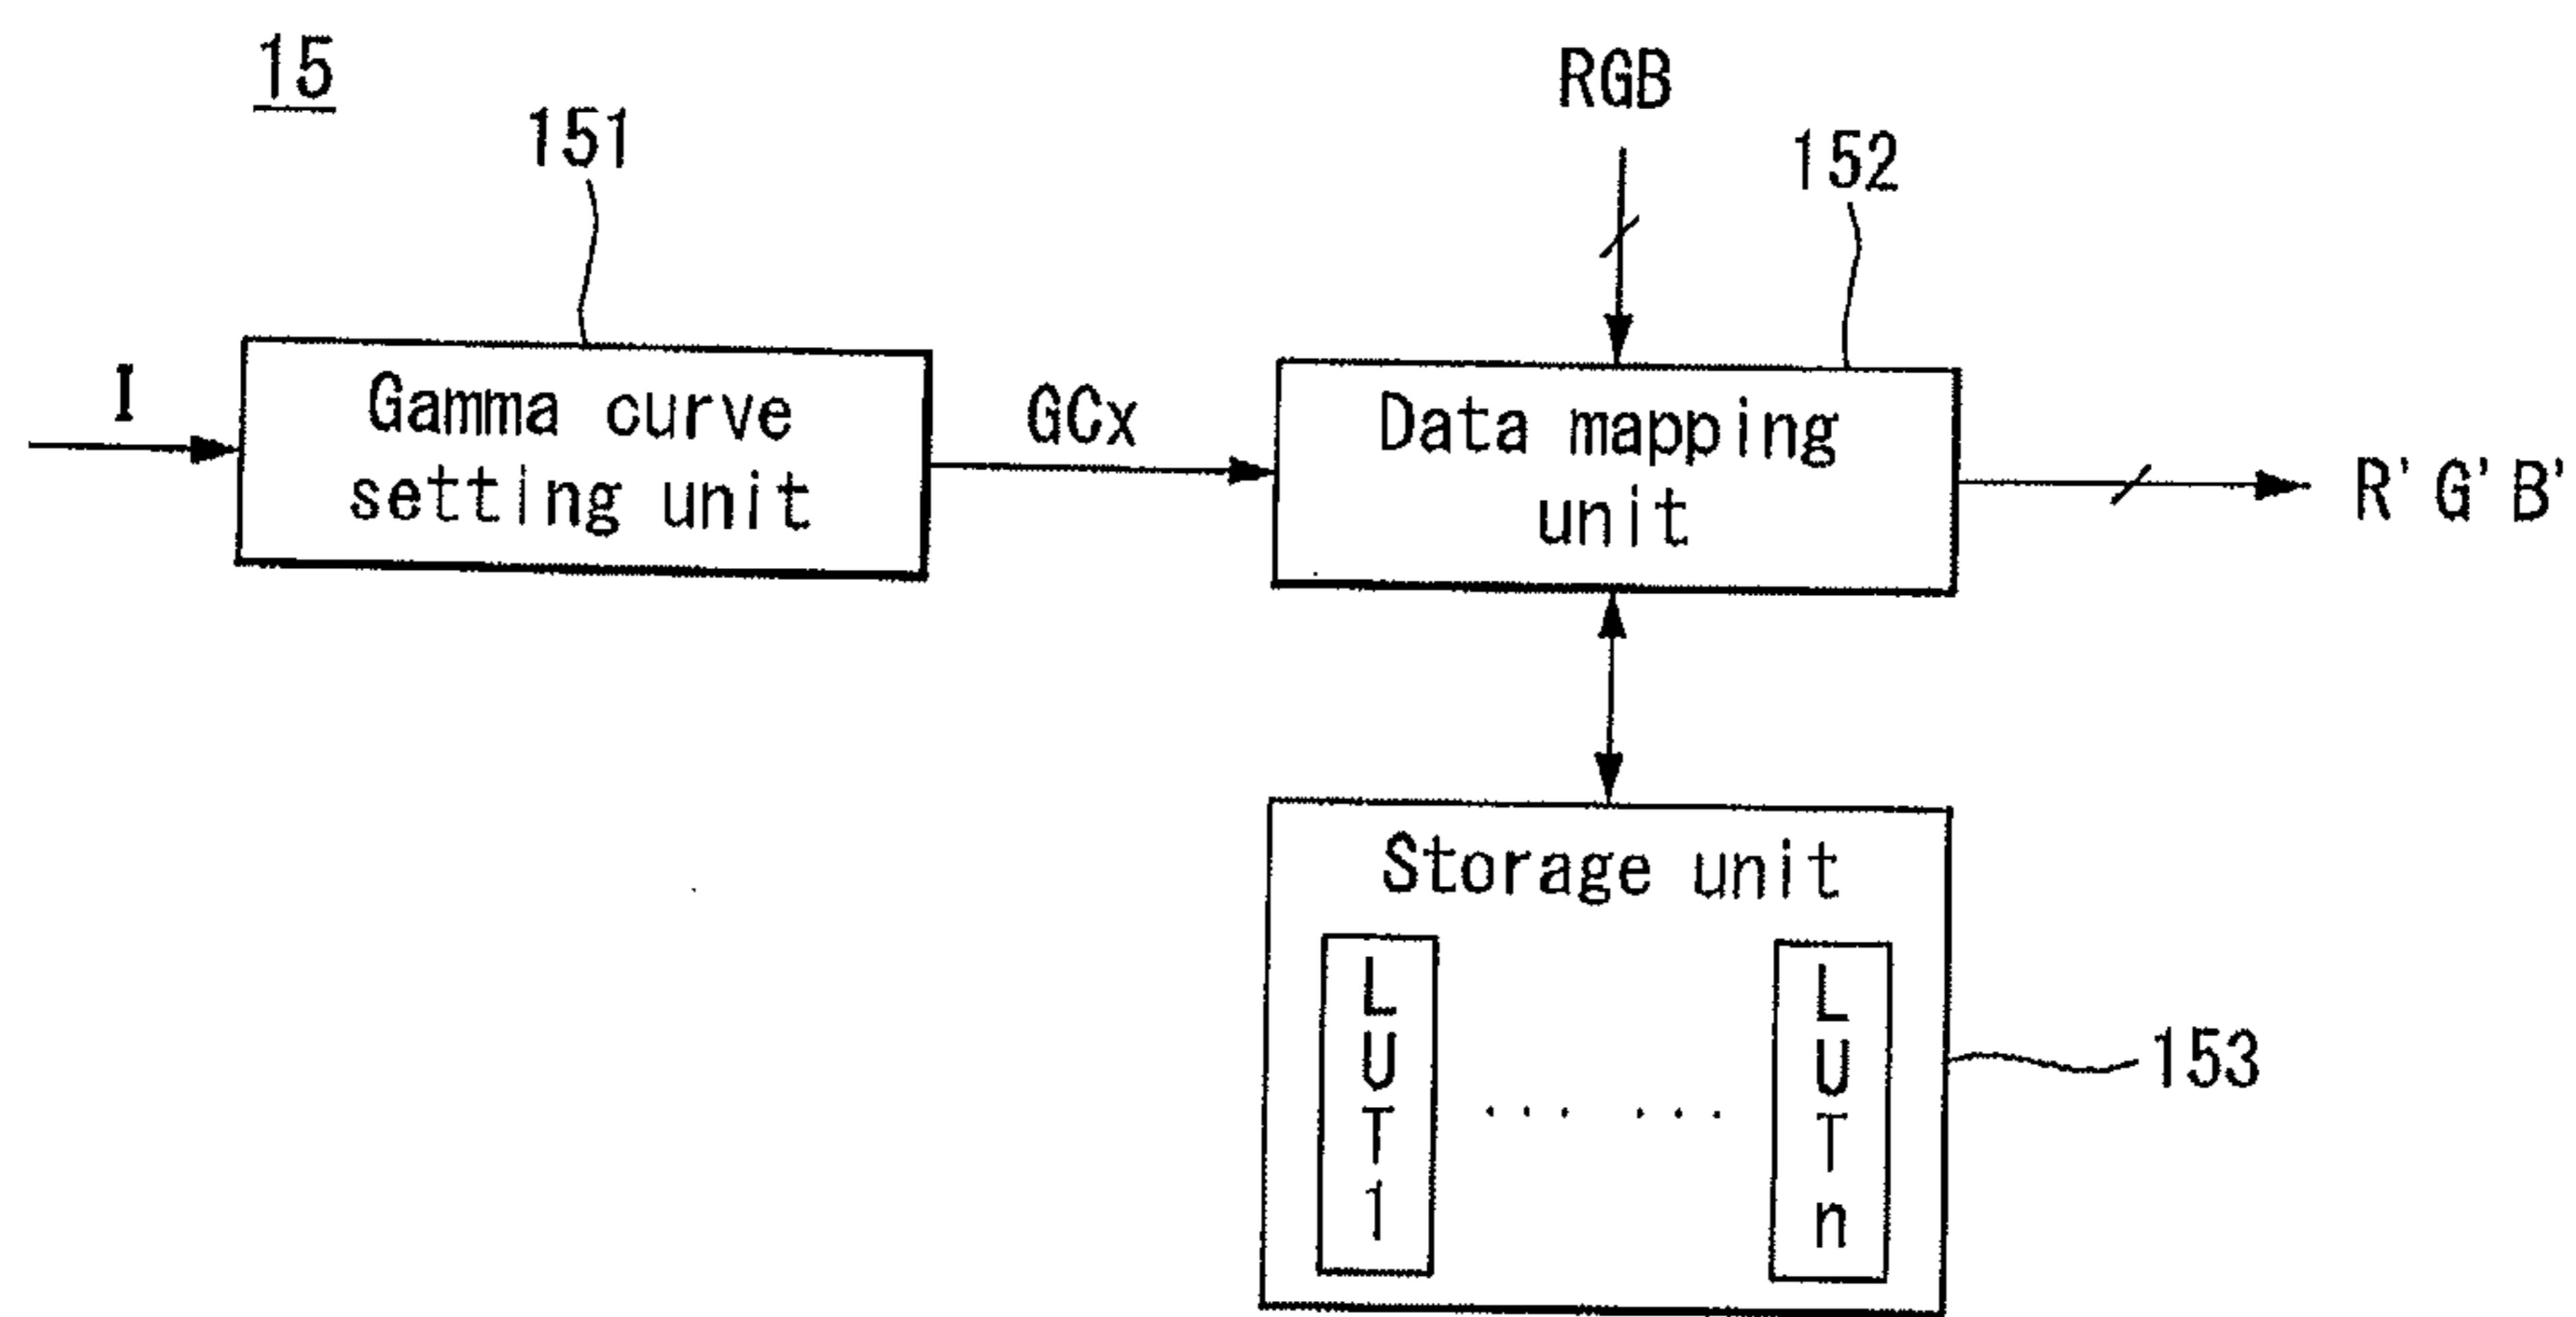 15
151
RGB
152
I
Gamma curve
setting unit
GCx
Data mapping
unit
R'G'B'
Storage unit
LUT1
...
...
LUTn
153